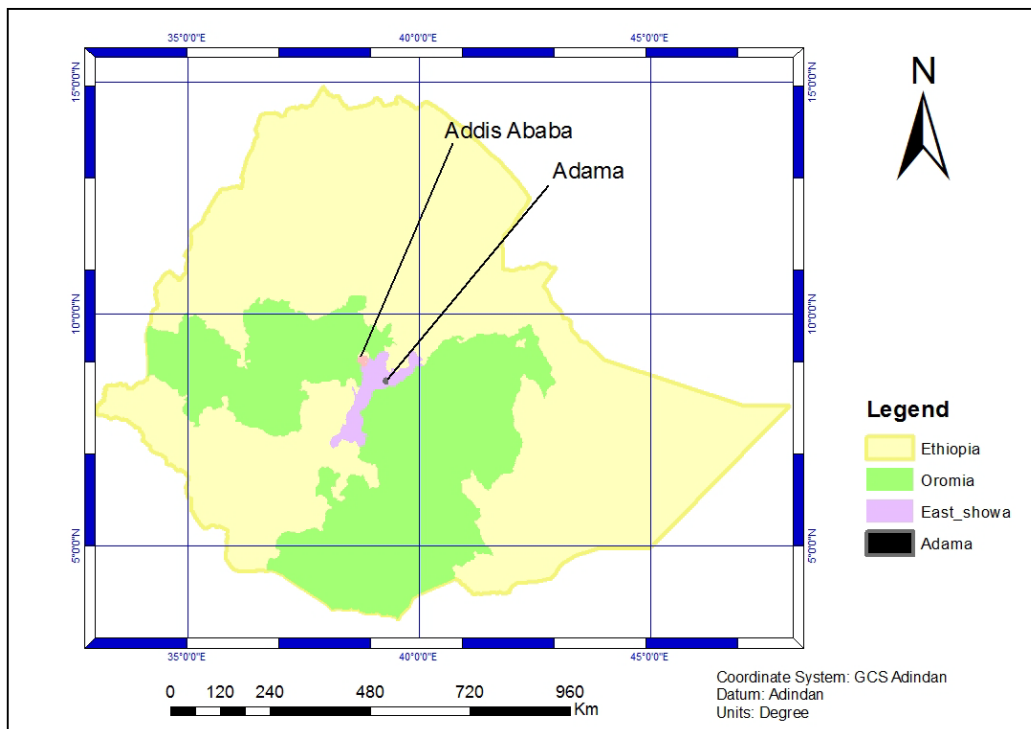 35°0'0"E 40°0'0"E 45°0'0"E
15°0'0"N 15°0'0"N
N
Addis Ababa
Adama
10°0'0"N 10°0'0"N
Legend
Ethiopia
Oromia
East_showa
Adama
5°0'0"N 5°0'0"N
35°0'0"E 40°0'0"E 45°0'0"E
0 120 240 480 720 960
Km
Coordinate System: GCS Adindan
Datum: Adindan
Units: Degree